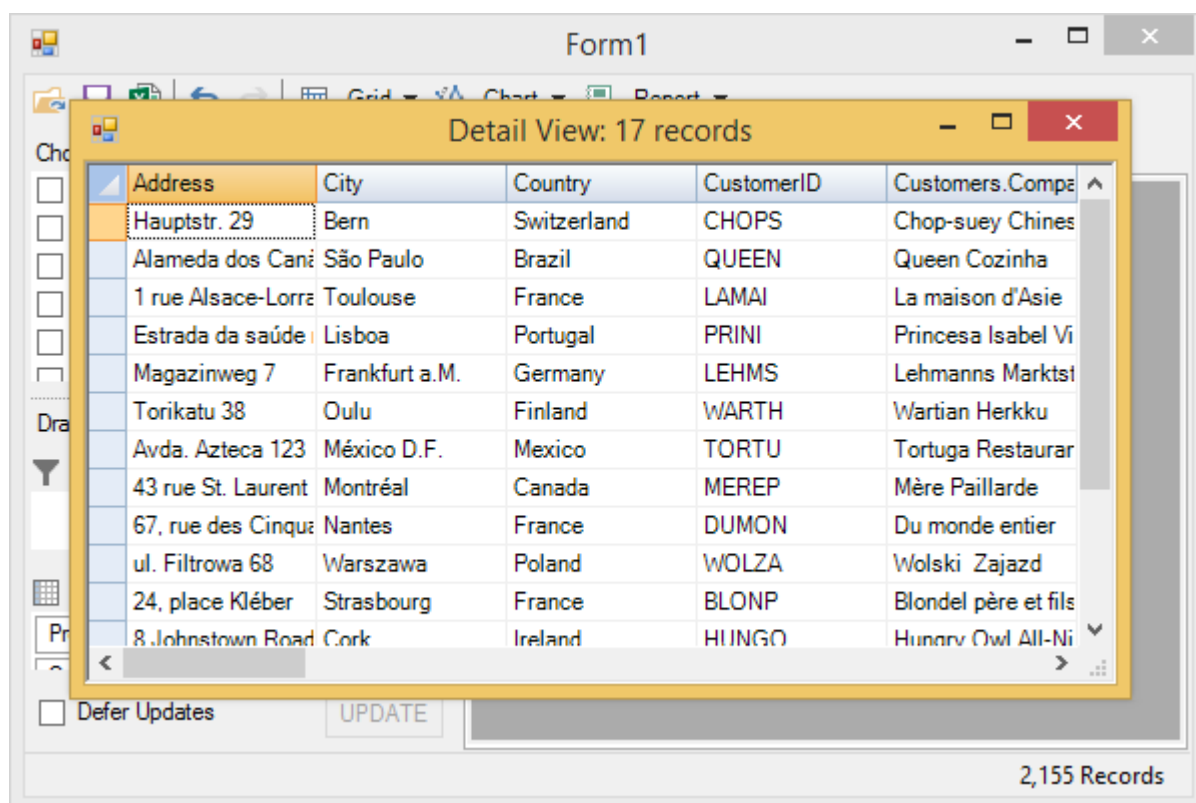 Form1
Grid Chart Report
Detail View: 17 records
Address City Country CustomerID Customers.Compa
Hauptstr. 29 Bern Switzerland CHOPS Chop-suey Chines
Alameda dos Canà São Paulo Brazil QUEEN Queen Cozinha
1 rue Alsace-Lorra Toulouse France LAMAI La maison d'Asie
Estrada da saúde Lisboa Portugal PRINI Princesa Isabel Vi
Magazinweg 7 Frankfurt a.M. Germany LEHMS Lehmanns Markts
Torikatu 38 Oulu Finland WARTH Wartian Herkku
Avda. Azteca 123 México D.F. Mexico TORTU Tortuga Restaurar
43 rue St. Laurent Montréal Canada MEREP Mère Paillarde
67, rue des Cinqua Nantes France DUMON Du monde entier
ul. Filtrowa 68 Warszawa Poland WOLZA Wolski Zajazd
24, place Kléber Strasbourg France BLONP Blondel père et fils
8 Johnstown Road Cork Ireland HUNGO Hungry Owl All-Ni
Cho
Dra
Pr
Defer Updates UPDATE
2,155 Records